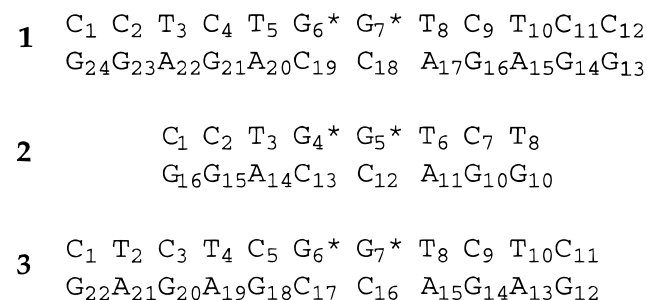 1 C1 C2 T3 C4 T5 G6* G7* T8 C9 T10C11C12
G24G23A22G21A20C19 C18 A17G16A15G14G13
2 C1 C2 T3 G4* G5* T6 C7 T8
G16G15A14C13 C12 A11G10G10
3 C1 T2 C3 T4 C5 G6* G7* T8 C9 T10C11
G22A21G20A19G18C17 C16 A15G14A13G12